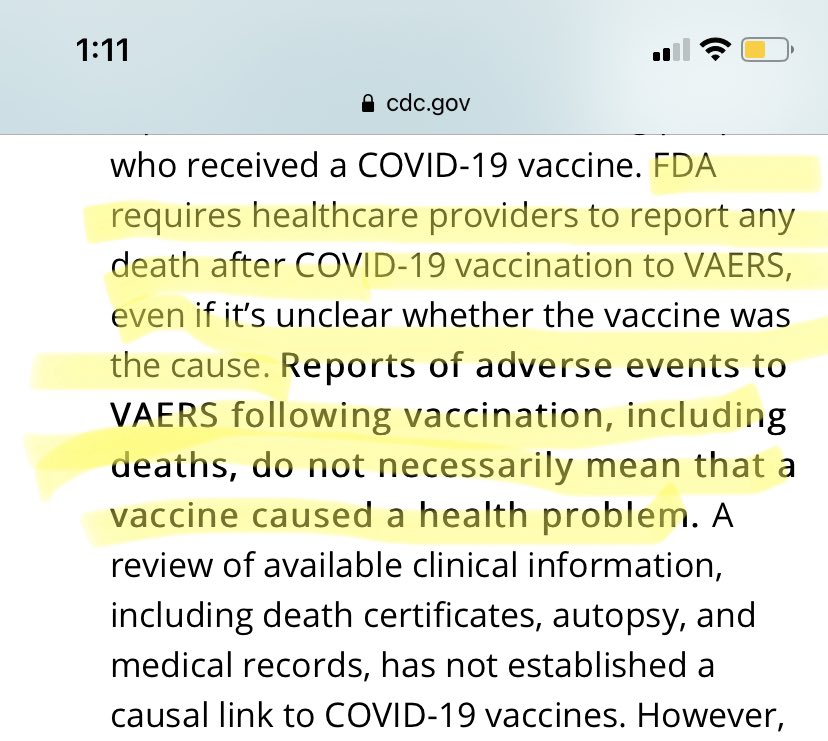 1:11
cdc.gov
who received a COVID-19 vaccine. FDA
requires healthcare providers to report any
death after COVID-19 vaccination to VAERS,
even if it’s unclear whether the vaccine was
the cause. Reports of adverse events to
VAERS following vaccination, including
deaths, do not necessarily mean that a
vaccine caused a health problem. A
review of available clinical information,
including death certificates, autopsy, and
medical records, has not established a
causal link to COVID-19 vaccines. However,